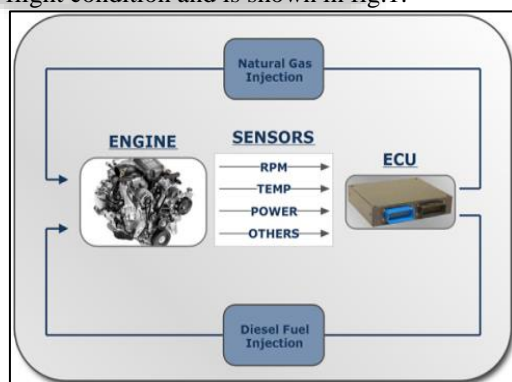 flight condition and is shown in fig.1.
Natural Gas
Injection
ENGINE
SENSORS
ECU
RPM
TEMP
POWER
OTHERS
Diesel Fuel
Injection